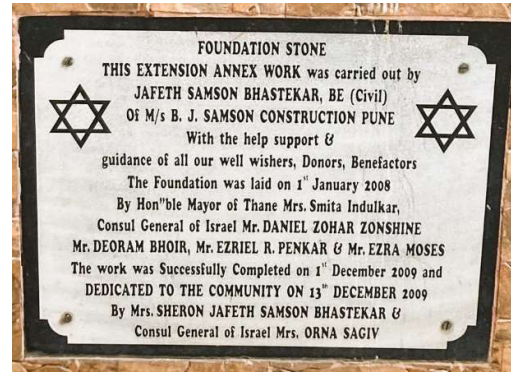 FOUNDATION STONE
THIS EXTENSION ANNEX WORK was carried out by
JAFETH SAMSON BHASTEKAR, BE (Civil)
Of M/s B. J. SAMSON CONSTRUCTION PUNE
With the help support &
guidance of all our well wishers, Donors, Benefactors
The Foundation was laid on 1st January 2008
By Hon"ble Mayor of Thane Mrs. Smita Indulkar,
Consul General of Israel Mr. DANIEL ZOHAR ZONSHINE
Mr. DEORAM BHOIR, Mr. EZRIEL R. PENKAR & Mr. EZRA MOSES
The work was Successfully Completed on 1st December 2009 and
DEDICATED TO THE COMMUNITY ON 13th DECEMBER 2009
By Mrs. SHERON JAFETH SAMSON BHASTEKAR &
Consul General of Israel Mrs. ORNA SAGIV